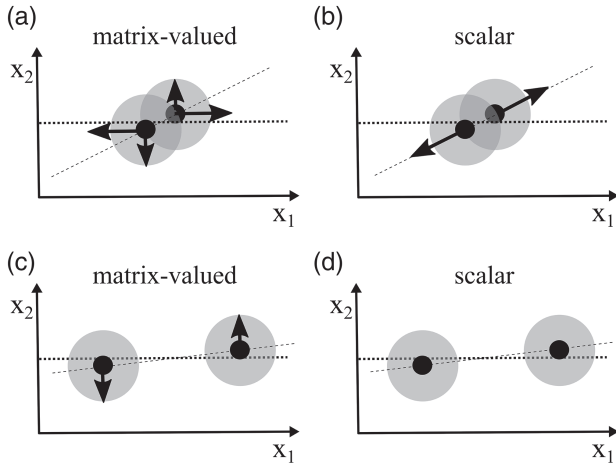 (a) matrix-valued
x₂
x₁
(b) scalar
x₂
x₁
(c) matrix-valued
x₂
x₁
(d) scalar
x₂
x₁